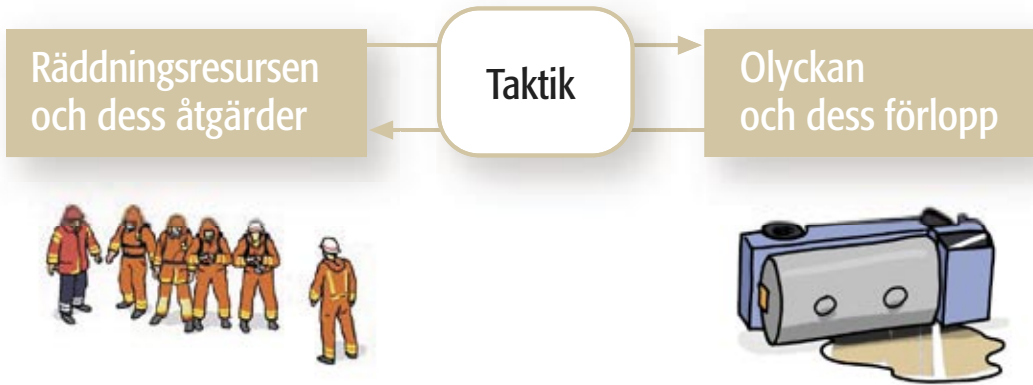 Räddningsresursen
och dess åtgärder
Taktik
Olyckan
och dess förlopp